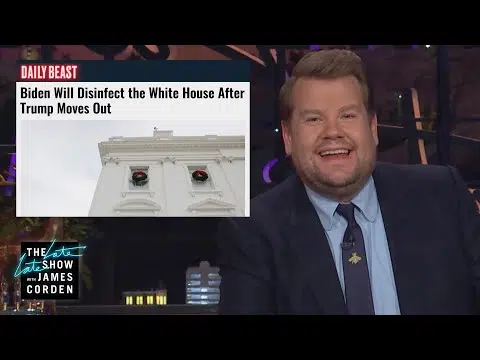 DAILY BEAST
Biden Will Disinfect the White House After
Trump Moves Out
THE Late Late
SHOW WITH
JAMES
CORDEN